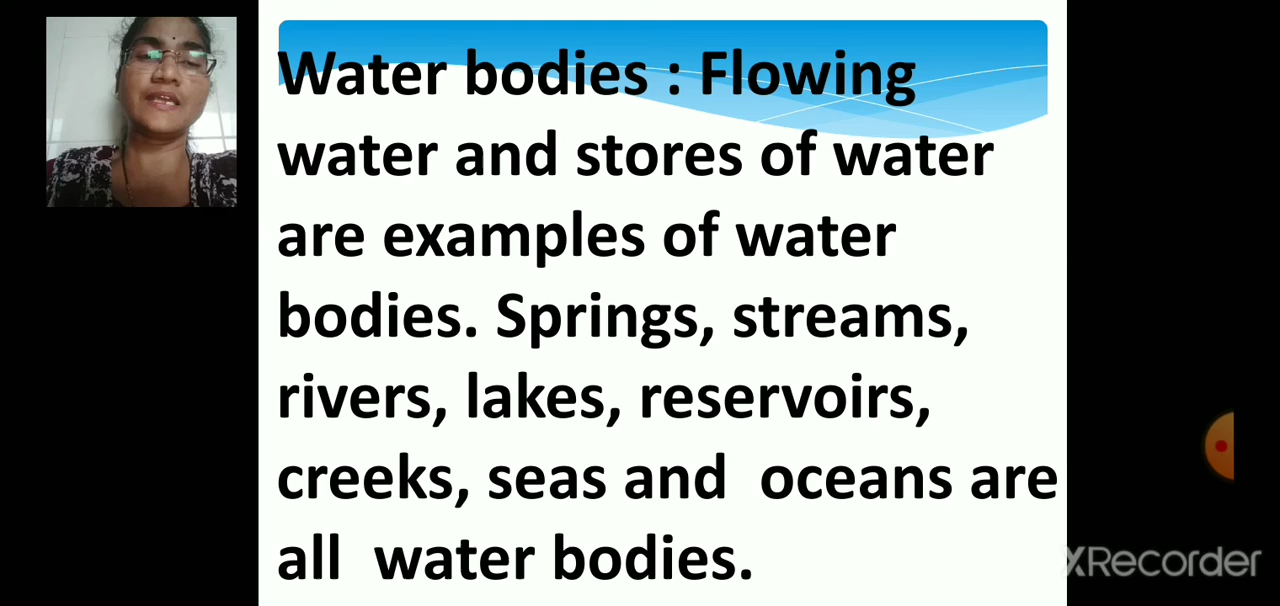 Water bodies : Flowing
water and stores of water
are examples of water
bodies. Springs, streams,
rivers, lakes, reservoirs,
creeks, seas and oceans are
all water bodies.
XRecorder